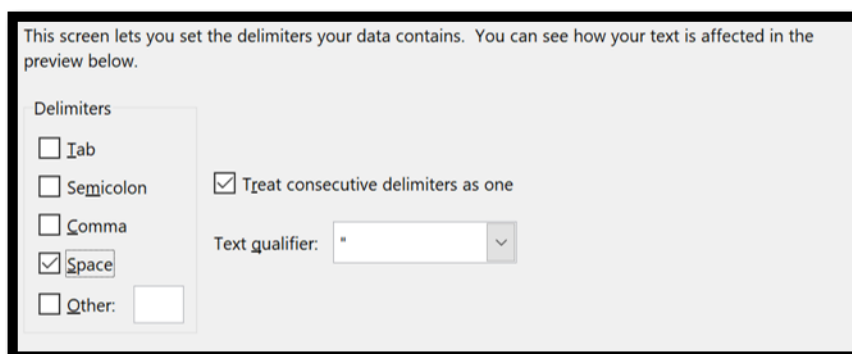 This screen lets you set the delimiters your data contains.  You can see how your text is affected in the
preview below.
Delimiters
Tab
Semicolon
Comma
Space
Other:
Treat consecutive delimiters as one
Text qualifier: "